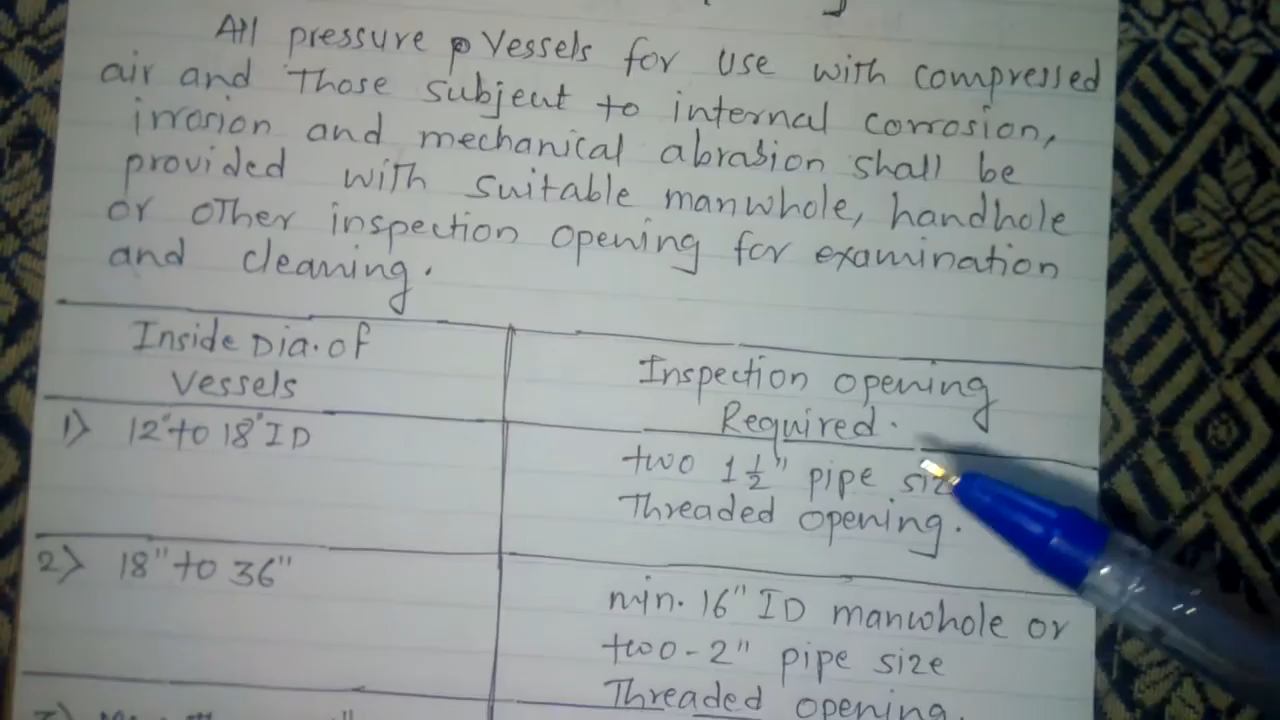 All pressure Vessels for use with compressed
air and Those subject to internal corrosion,
irrosion and mechanical abrasion shall be
provided with suitable manwhole, handhole
or other inspection opening for examination
and cleaning.
Inside Dia. of
Vessels
Inspection opening
Required.
1) 12" to 18" ID
two 1 1/2" pipe size
Threaded opening.
2) 18" to 36"
min. 16" ID manwhole or
two - 2" pipe size
Threaded opening.
3)